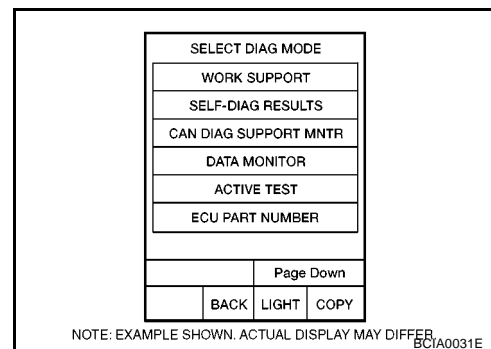 SELECT DIAG MODE
WORK SUPPORT
SELF-DIAG RESULTS
CAN DIAG SUPPORT MNTR
DATA MONITOR
ACTIVE TEST
ECU PART NUMBER
Page Down
BACK LIGHT COPY
NOTE: EXAMPLE SHOWN. ACTUAL DISPLAY MAY DIFFER.
BCIA0031E